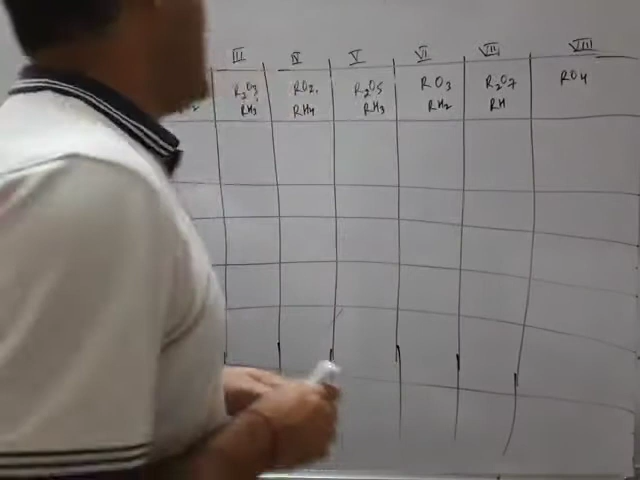 III IV V VI VII VIII
R₂O₃ RO₂ R₂O₅ RO₃ R₂O₇ RO₄
RH₃ RH₄ RH₃ RH₂ RH